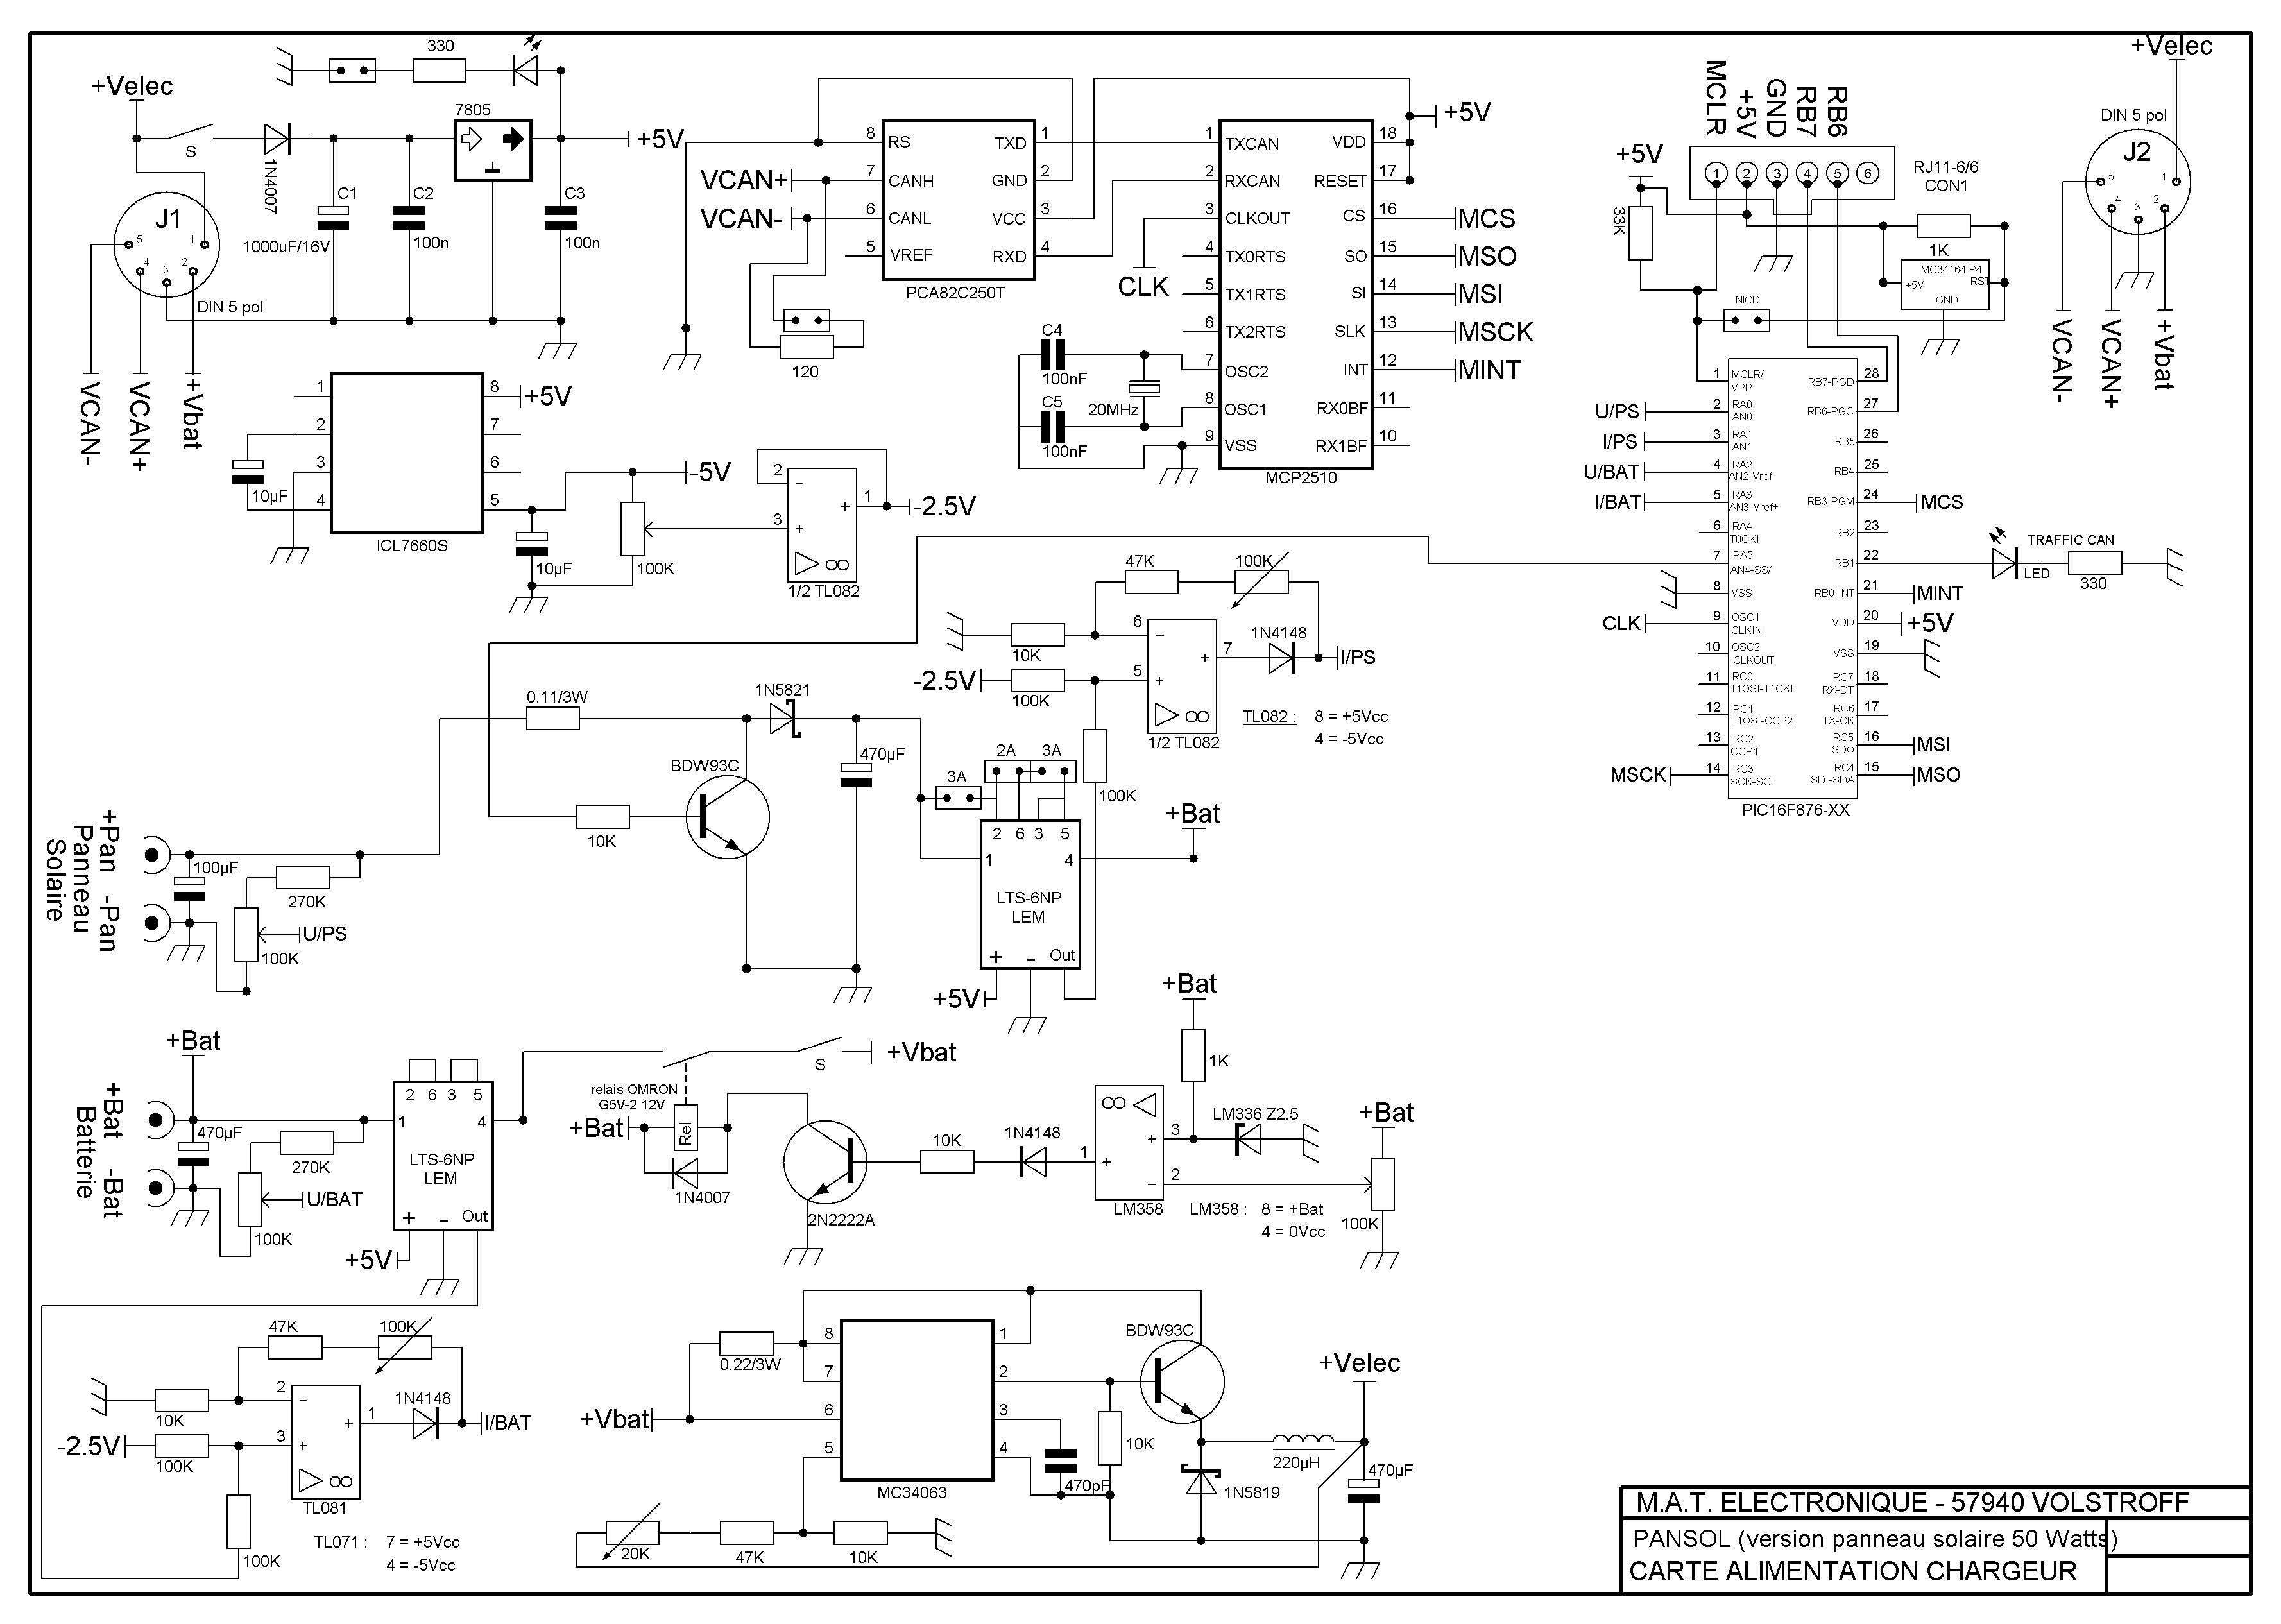 +Velec
330
S
1N4007
7805
+5V
C1
1000uF/16V
C2
100n
C3
100n
J1
5
4
3
2
1
DIN 5 pol
VCAN-
VCAN+
+Vbat
1
2
3
4
8
7
6
5
+5V
10µF
ICL7660S
10µF
-5V
100K
2
3
1
-
+
+
∞
-2.5V
1/2 TL082
VCAN+
VCAN-
8 RS
7 CANH
6 CANL
5 VREF
TXD 1
GND 2
VCC 3
RXD 4
PCA82C250T
120
+5V
1 TXCAN
2 RXCAN
3 CLKOUT
4 TX0RTS
5 TX1RTS
6 TX2RTS
7 OSC2
8 OSC1
9 VSS
VDD 18
RESET 17
CS 16
SO 15
SI 14
SLK 13
INT 12
RX0BF 11
RX1BF 10
MCP2510
CLK
C4
100nF
20MHz
C5
100nF
MCS
MSO
MSI
MSCK
MINT
MCLR
+5V
GND
RB7
RB6
1 2 3 4 5 6
RJ11-6/6
CON1
+5V
33K
NICD
1K
MC34164-P4
+5V
RST
GND
+Velec
DIN 5 pol
J2
5
4
3
2
1
VCAN-
VCAN+
+Vbat
U/PS
I/PS
U/BAT
I/BAT
CLK
MSCK
1 MCLR/
VPP
2 RA0
AN0
3 RA1
AN1
4 RA2
AN2-Vref-
5 RA3
AN3-Vref+
6 RA4
T0CKI
7 RA5
AN4-SS/
8 VSS
9 OSC1
CLKIN
10 OSC2
CLKOUT
11 RC0
T1OSI-T1CKI
12 RC1
T1OSI-CCP2
13 RC2
CCP1
14 RC3
SCK-SCL
RB7-PGD 28
RB6-PGC 27
RB5 26
RB4 25
RB3-PGM 24
RB2 23
RB1 22
RB0-INT 21
VDD 20
VSS 19
RC7 18
RX-DT
RC6 17
TX-CK
RC5 16
SDO
RC4 15
SDI-SDA
PIC16F876-XX
MCS
TRAFFIC CAN
LED
330
MINT
+5V
MSI
MSO
47K
100K
10K
-2.5V
100K
6
5
7
-
+
+
∞
1/2 TL082
1N4148
I/PS
TL082 : 8 = +5Vcc
4 = -5Vcc
100K
0.11/3W
1N5821
470µF
BDW93C
10K
3A
2A
3A
2 6 3 5
1
4
LTS-6NP
LEM
+ - Out
+5V
+Bat
+Pan -Pan
Panneau
Solaire
100µF
270K
U/PS
100K
+Bat
+Bat -Bat
Batterie
470µF
270K
U/BAT
100K
2 6 3 5
1
4
LTS-6NP
LEM
+ - Out
+5V
S
+Vbat
relais OMRON
G5V-2 12V
+Bat
Rel
1N4007
2N2222A
10K
1N4148
+Bat
1K
LM336 Z2.5
∞
3
2
1
+
+
-
LM358
LM358 : 8 = +Bat
4 = 0Vcc
+Bat
100K
47K
100K
10K
-2.5V
100K
2
3
1
-
+
+
∞
TL081
1N4148
I/BAT
100K
TL071 : 7 = +5Vcc
4 = -5Vcc
0.22/3W
+Vbat
8
7
6
5
1
2
3
4
MC34063
470pF
10K
BDW93C
1N5819
220µH
+Velec
470µF
20K
47K
10K
M.A.T. ELECTRONIQUE - 57940 VOLSTROFF
PANSOL (version panneau solaire 50 Watts)
CARTE ALIMENTATION CHARGEUR